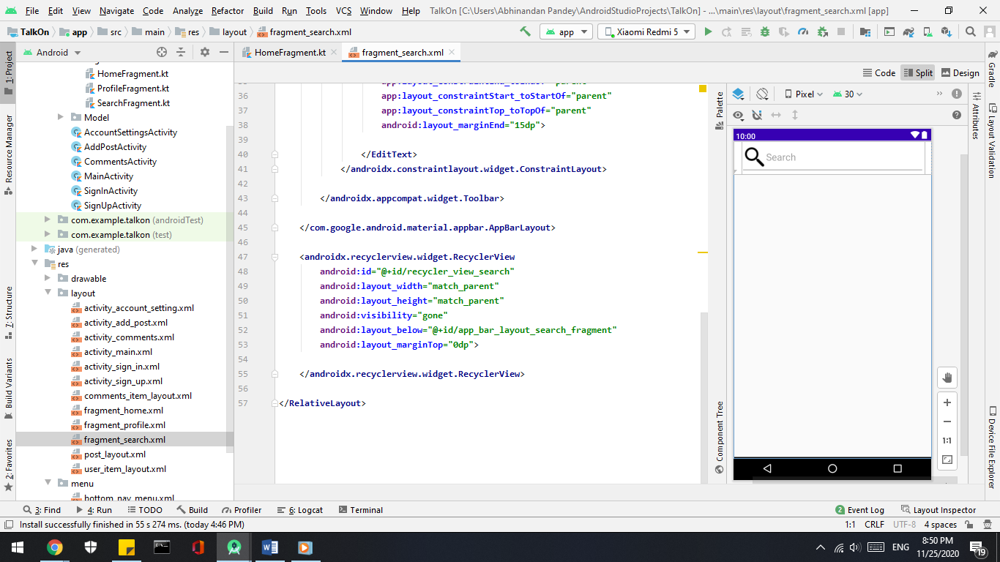 File Edit View Navigate Code Analyze Refactor Build Run Tools VCS Window Help TalkOn [C:\Users\Abhinandan Pandey\AndroidStudioProjects\TalkOn] - ...\main\res\layout\fragment_search.xml [app]
TalkOn app src main res layout fragment_search.xml app Xiaomi Redmi 5
Android
HomeFragment.kt
fragment_search.xml
Code Split Design
1: Project
Resource Manager
7: Structure
Build Variants
2: Favorites
HomeFragment.kt
ProfileFragment.kt
SearchFragment.kt
Model
AccountSettingsActivity
AddPostActivity
CommentsActivity
MainActivity
SignInActivity
SignUpActivity
com.example.talkon (androidTest)
com.example.talkon (test)
java (generated)
res
drawable
layout
activity_account_setting.xml
activity_add_post.xml
activity_comments.xml
activity_main.xml
activity_sign_in.xml
activity_sign_up.xml
comments_item_layout.xml
fragment_home.xml
fragment_profile.xml
fragment_search.xml
post_layout.xml
user_item_layout.xml
menu
bottom_nav_menu.xml
36 app:layout_constraintStart_toStartOf="parent"
37 app:layout_constraintTop_toTopOf="parent"
38 android:layout_marginEnd="15dp">
39
40 </EditText>
41 </androidx.constraintlayout.widget.ConstraintLayout>
42
43 </androidx.appcompat.widget.Toolbar>
44
45 </com.google.android.material.appbar.AppBarLayout>
46
47 <androidx.recyclerview.widget.RecyclerView
48 android:id="@+id/recycler_view_search"
49 android:layout_width="match_parent"
50 android:layout_height="match_parent"
51 android:visibility="gone"
52 android:layout_below="@+id/app_bar_layout_search_fragment"
53 android:layout_marginTop="0dp">
54
55 </androidx.recyclerview.widget.RecyclerView>
56
57 </RelativeLayout>
Palette
Component Tree
Pixel 30
10:00
Search
1:1
Attributes
Gradle
Layout Validation
Device File Explorer
3: Find 4: Run TODO Build Profiler 6: Logcat Terminal 2 Event Log Layout Inspector
Install successfully finished in 55 s 274 ms. (today 4:46 PM) 1:1 CRLF UTF-8 4 spaces
ENG
8:50 PM
11/25/2020
19